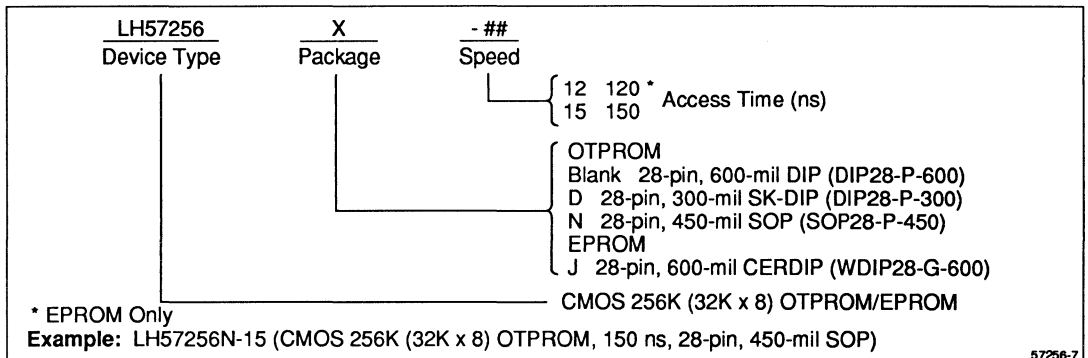 LH57256 X - ##
Device Type Package Speed
12 120 *
15 150
Access Time (ns)
OTPROM
Blank 28-pin, 600-mil DIP (DIP28-P-600)
D 28-pin, 300-mil SK-DIP (DIP28-P-300)
N 28-pin, 450-mil SOP (SOP28-P-450)
EPROM
J 28-pin, 600-mil CERDIP (WDIP28-G-600)
CMOS 256K (32K x 8) OTPROM/EPROM
* EPROM Only
Example: LH57256N-15 (CMOS 256K (32K x 8) OTPROM, 150 ns, 28-pin, 450-mil SOP)
57256-7